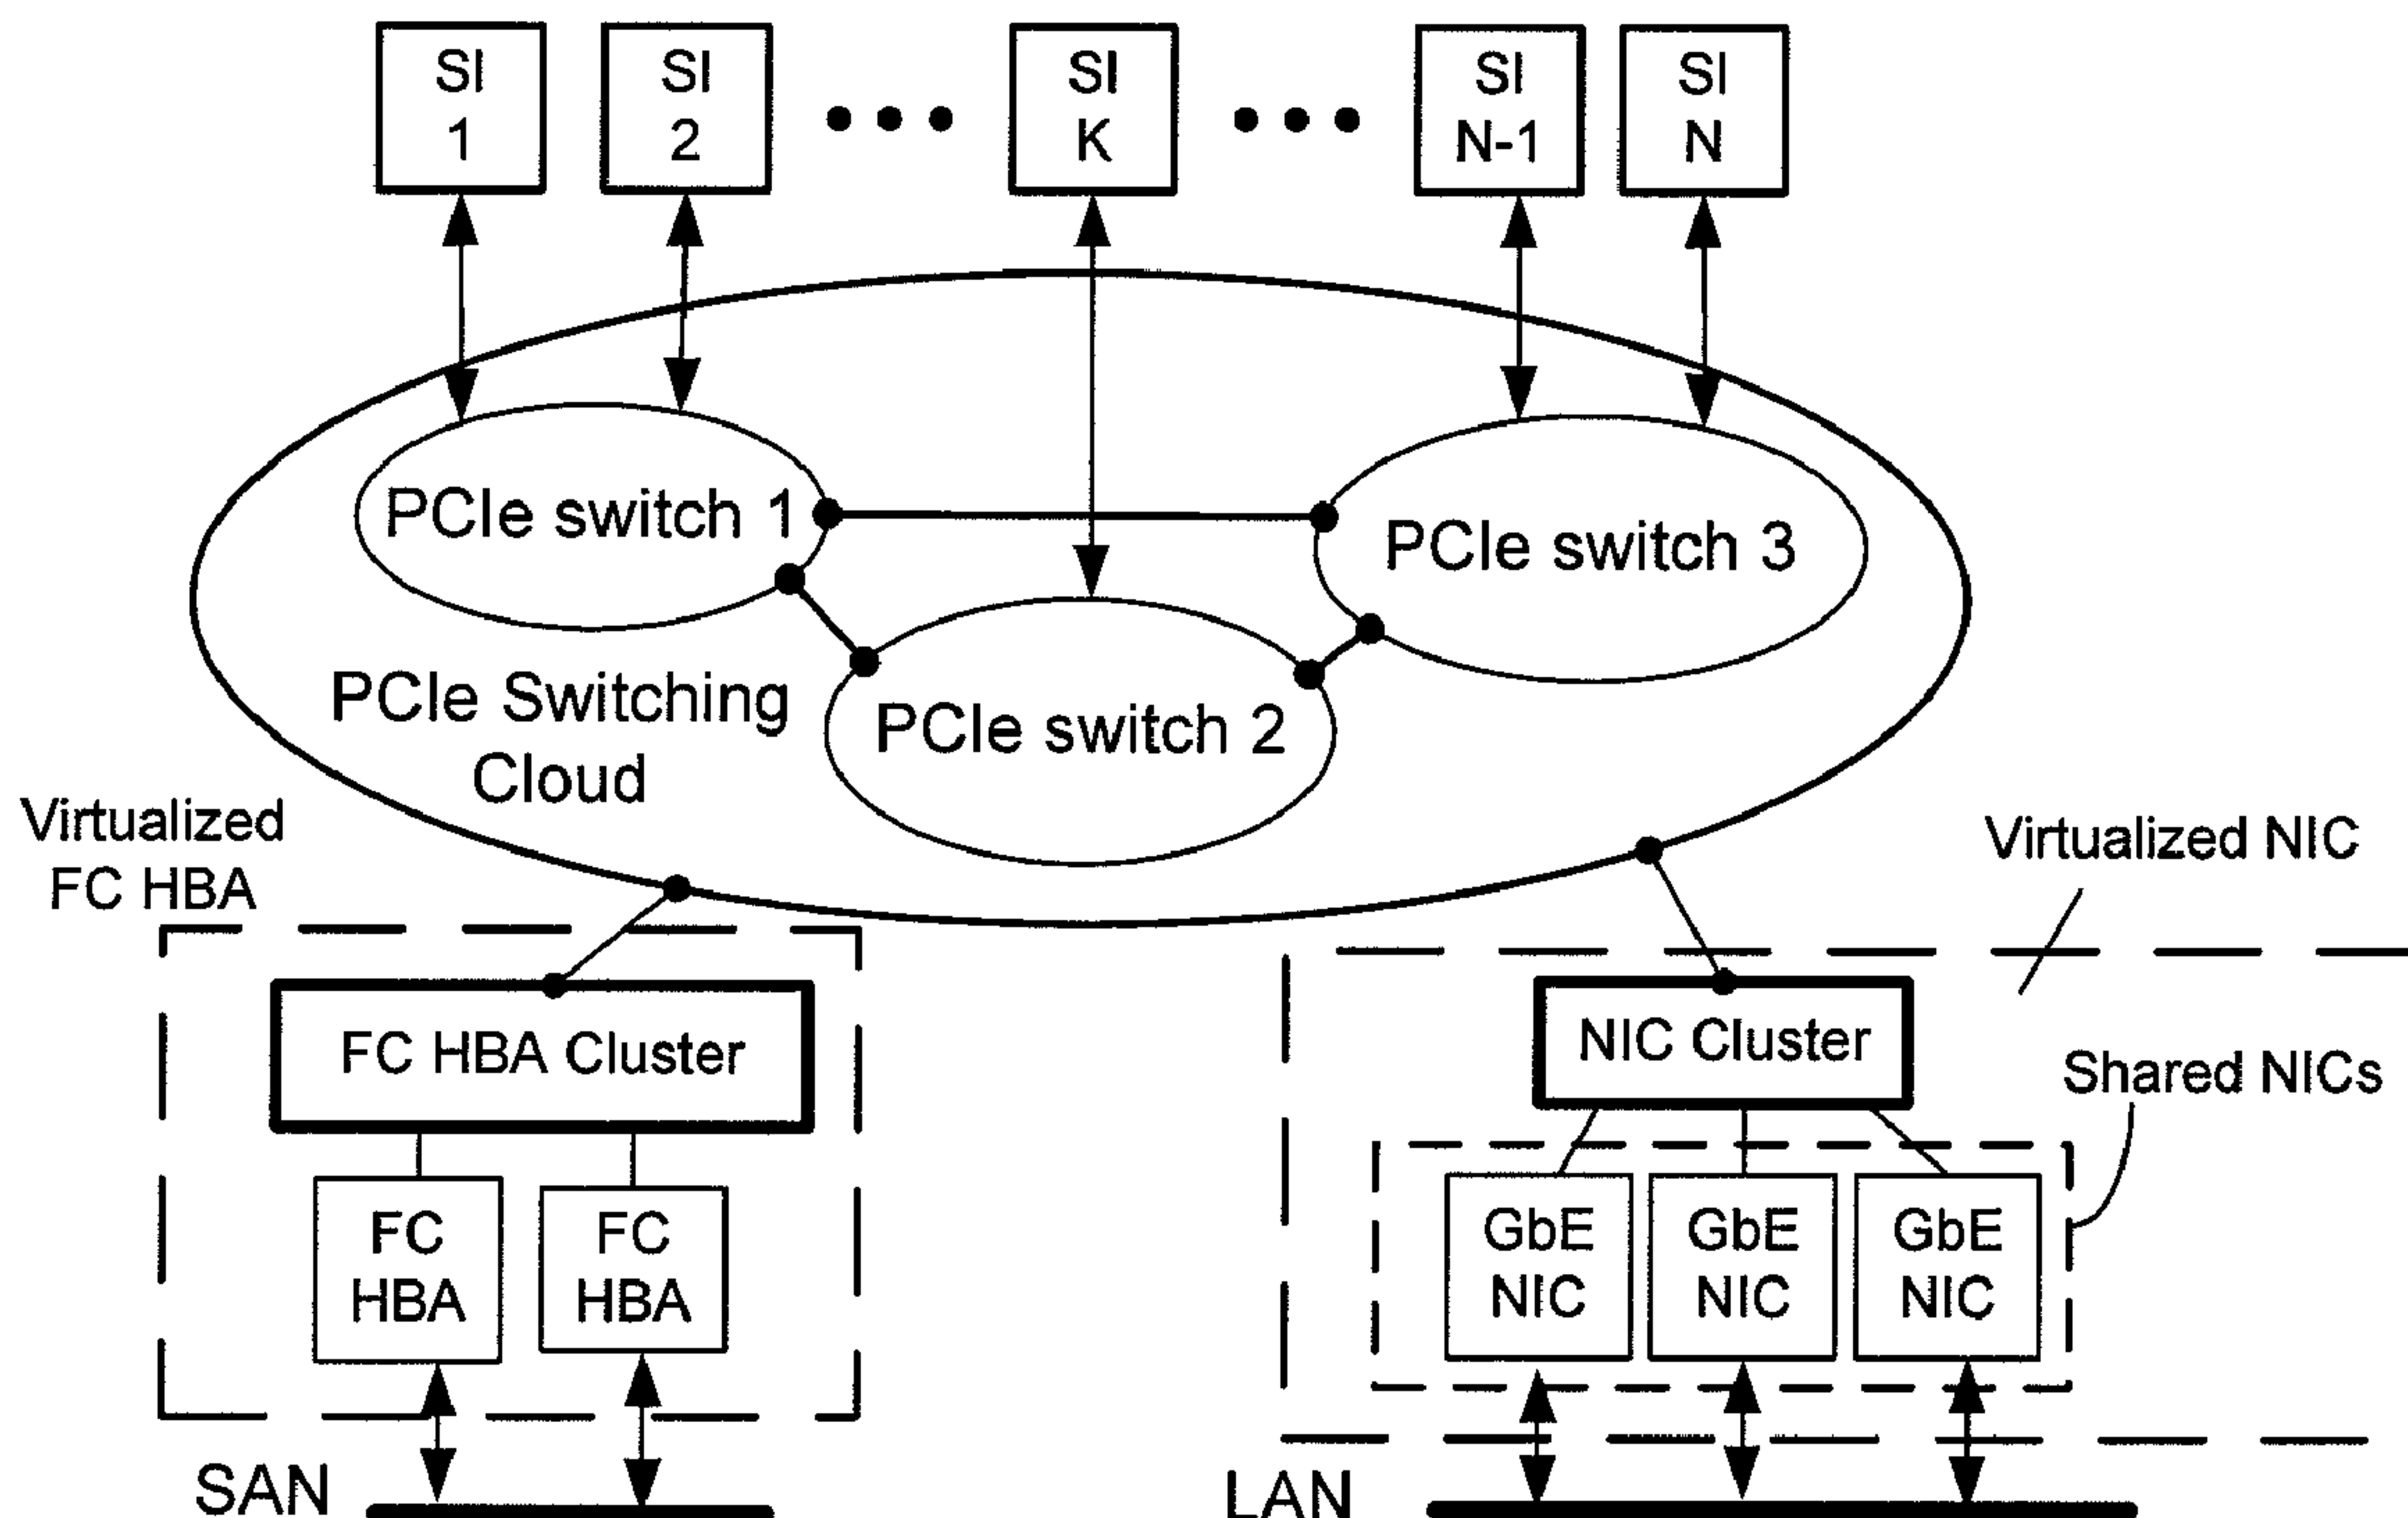 SI
1
SI
2
SI
K
SI
N-1
SI
N
PCIe switch 1
PCIe switch 3
PCIe switch 2
PCIe Switching
Cloud
Virtualized
FC HBA
Virtualized NIC
FC HBA Cluster
NIC Cluster
Shared NICs
FC
HBA
FC
HBA
GbE
NIC
GbE
NIC
GbE
NIC
SAN
LAN